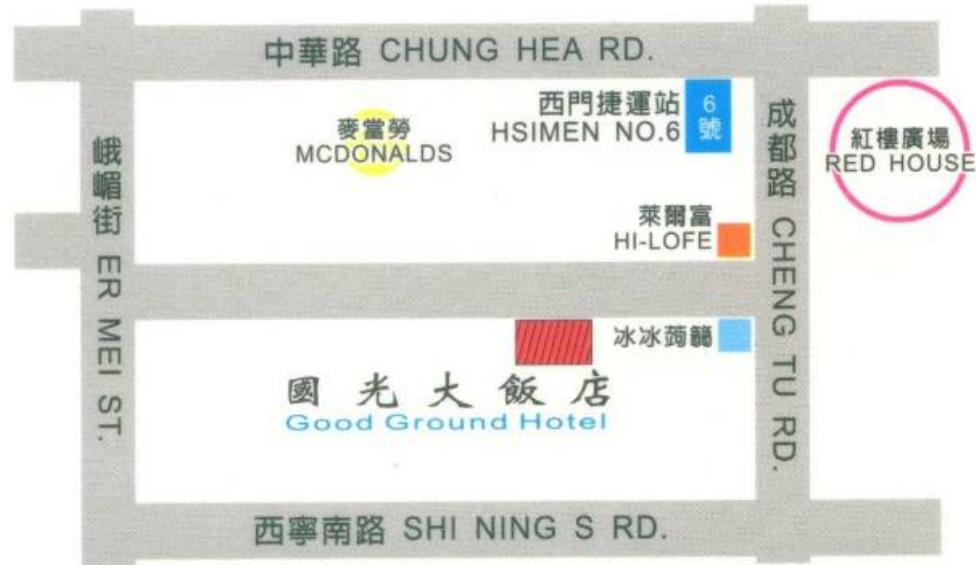 中華路 CHUNG HEA RD.
西門捷運站
HSIMEN NO.6
6
號
麥當勞
MCDONALDS
峨嵋街 ER MEI ST.
成都路 CHENG TU RD.
紅樓廣場
RED HOUSE
萊爾富
HI-LOFE
冰冰蒟籮
國光大飯店
Good Ground Hotel
西寧南路 SHI NING S RD.